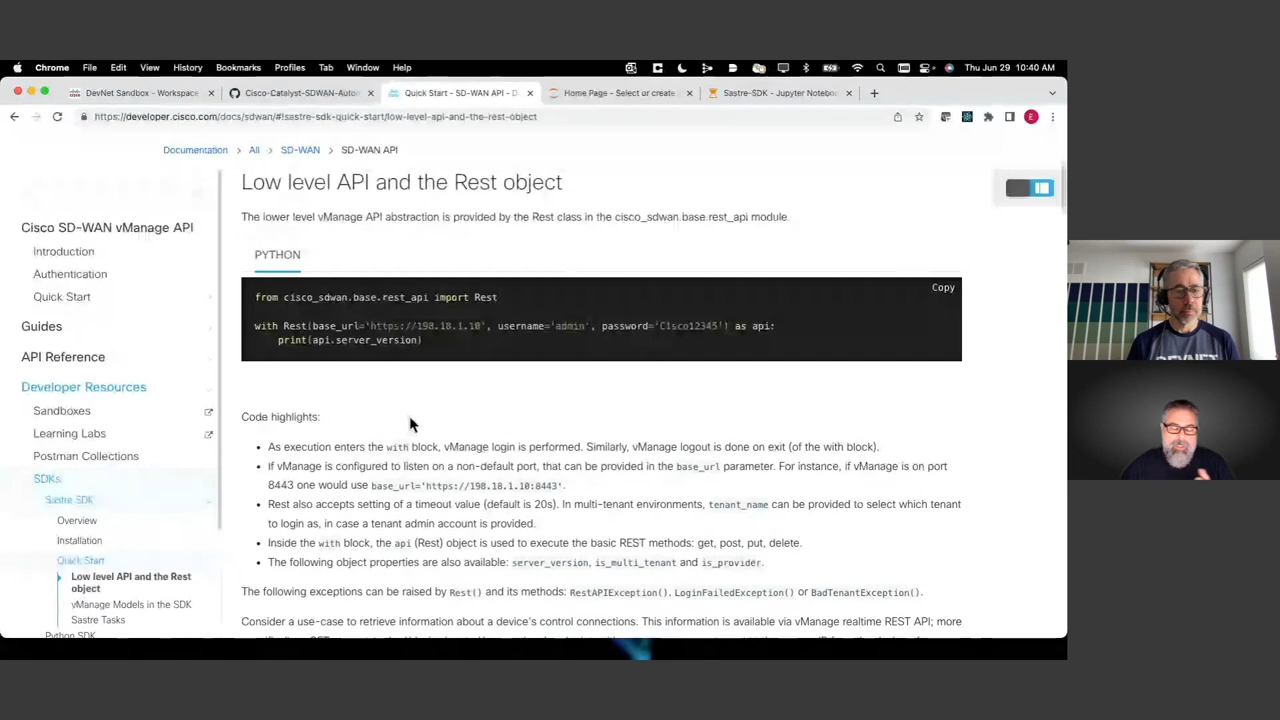 Chrome File Edit View History Bookmarks Profiles Tab Window Help Thu Jun 29 10:40 AM
DevNet Sandbox - Workspace × Cisco-Catalyst-SDWAN-Autom × Quick Start - SD-WAN API - D × Home Page - Select or create × Sastre-SDK - Jupyter Notebo × +
https://developer.cisco.com/docs/sdwan/#!sastre-sdk-quick-start/low-level-api-and-the-rest-object E
Documentation > All > SD-WAN > SD-WAN API
Cisco SD-WAN vManage API
Introduction
Authentication
Quick Start
Guides
API Reference
Developer Resources
Sandboxes
Learning Labs
Postman Collections
SDKs
Sastre SDK
Overview
Installation
Quick Start
Low level API and the Rest
object
vManage Models in the SDK
Sastre Tasks
Python SDK
Low level API and the Rest object
The lower level vManage API abstraction is provided by the Rest class in the cisco_sdwan.base.rest_api module.
PYTHON
Copy
from cisco_sdwan.base.rest_api import Rest
with Rest(base_url='https://198.18.1.10', username='admin', password='C1sco12345') as api:
print(api.server_version)
Code highlights:
• As execution enters the with block, vManage login is performed. Similarly, vManage logout is done on exit (of the with block).
• If vManage is configured to listen on a non-default port, that can be provided in the base_url parameter. For instance, if vManage is on port
8443 one would use base_url='https://198.18.1.10:8443'.
• Rest also accepts setting of a timeout value (default is 20s). In multi-tenant environments, tenant_name can be provided to select which tenant
to login as, in case a tenant admin account is provided.
• Inside the with block, the api (Rest) object is used to execute the basic REST methods: get, post, put, delete.
• The following object properties are also available: server_version, is_multi_tenant and is_provider.
The following exceptions can be raised by Rest() and its methods: RestAPIException(), LoginFailedException() or BadTenantException().
Consider a use-case to retrieve information about a device's control connections. This information is available via vManage realtime REST API; more
DEVNET